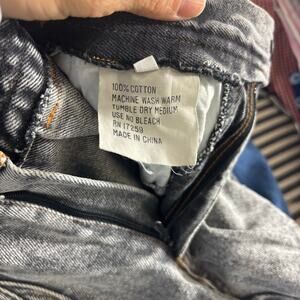 100% COTTON
MACHINE WASH WARM
TUMBLE DRY MEDIUM
USE NO BLEACH
RN 17259
MADE IN CHINA